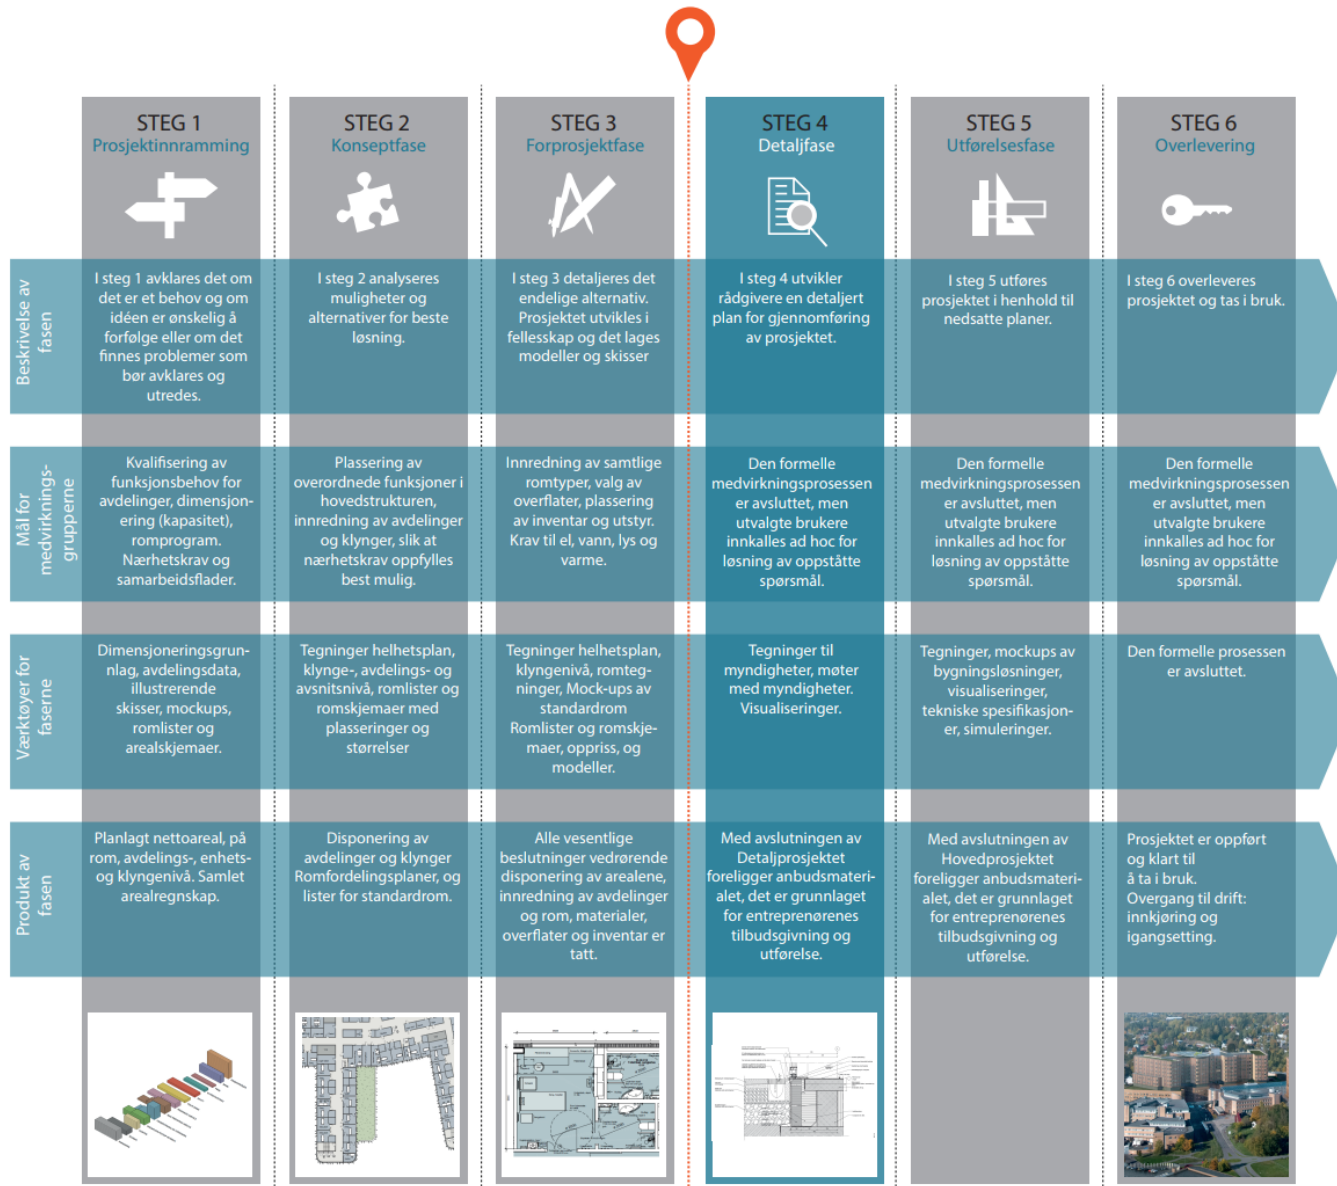 STEG 1
Prosjektinnramming
STEG 2
Konseptfase
STEG 3
Forprosjektfase
STEG 4
Detaljfase
STEG 5
Utførelsesfase
STEG 6
Overlevering
Beskrivelse av
fasen
I steg 1 avklares det om
det er et behov og om
idéen er ønskelig å
forfølge eller om det
finnes problemer som
bør avklares og
utredes.
I steg 2 analyseres
muligheter og
alternativer for beste
løsning.
I steg 3 detaljeres det
endelige alternativ.
Prosjektet utvikles i
fellesskap og det lages
modeller og skisser
I steg 4 utvikler
rådgivere en detaljert
plan for gjennomføring
av prosjektet.
I steg 5 utføres
prosjektet i henhold til
nedsatte planer.
I steg 6 overleveres
prosjektet og tas i bruk.
Mål for
medvirknings-
grupperne
Kvalifisering av
funksjonsbehov for
avdelinger, dimensjon-
ering (kapasitet),
romprogram.
Nærhetskrav og
samarbeidsflader.
Plassering av
overordnede funksjoner i
hovedstrukturen,
innredning av avdelinger
og klynger, slik at
nærhetskrav oppfylles
best mulig.
Innredning av samtlige
romtyper, valg av
overflater, plassering
av inventar og utstyr.
Krav til el, vann, lys og
varme.
Den formelle
medvirkningsprosessen
er avsluttet, men
utvalgte brukere
innkalles ad hoc for
løsning av oppståtte
spørsmål.
Den formelle
medvirkningsprosessen
er avsluttet, men
utvalgte brukere
innkalles ad hoc for
løsning av oppståtte
spørsmål.
Den formelle
medvirkningsprosessen
er avsluttet, men
utvalgte brukere
innkalles ad hoc for
løsning av oppståtte
spørsmål.
Værktøyer for
faserne
Dimensjoneringsgrun-
nlag, avdelingsdata,
illustrerende
skisser, mockups,
romlister og
arealskjemaer.
Tegninger helhetsplan,
klynge-, avdelings- og
avsnitsnivå, romlister og
romskjemaer med
plasseringer og
størrelser
Tegninger helhetsplan,
klyngenivå, romteg-
ninger, Mock-ups av
standardrom
Romlister og romskje-
maer, oppriss, og
modeller.
Tegninger til
myndigheter, møter
med myndigheter.
Visualiseringer.
Tegninger, mockups av
bygningsløsninger,
visualiseringer,
tekniske spesifikasjon-
er, simuleringer.
Den formelle prosessen
er avsluttet.
Produkt av
fasen
Planlagt nettoareal, på
rom, avdelings-, enhets-
og klyngenivå. Samlet
arealregnskap.
Disponering av
avdelinger og klynger
Romfordelingsplaner, og
lister for standardrom.
Alle vesentlige
beslutninger vedrørende
disponering av arealene,
innredning av avdelinger
og rom, materialer,
overflater og inventar er
tatt.
Med avslutningen av
Detaljprosjektet
foreligger anbudsmateri-
alet, det er grunnlaget
for entreprenørenes
tilbudsgivning og
utførelse.
Med avslutningen av
Hovedprosjektet
foreligger anbudsmateri-
alet, det er grunnlaget
for entreprenørenes
tilbudsgivning og
utførelse.
Prosjektet er oppført
og klart til
å ta i bruk.
Overgang til drift:
innkjøring og
igangsetting.